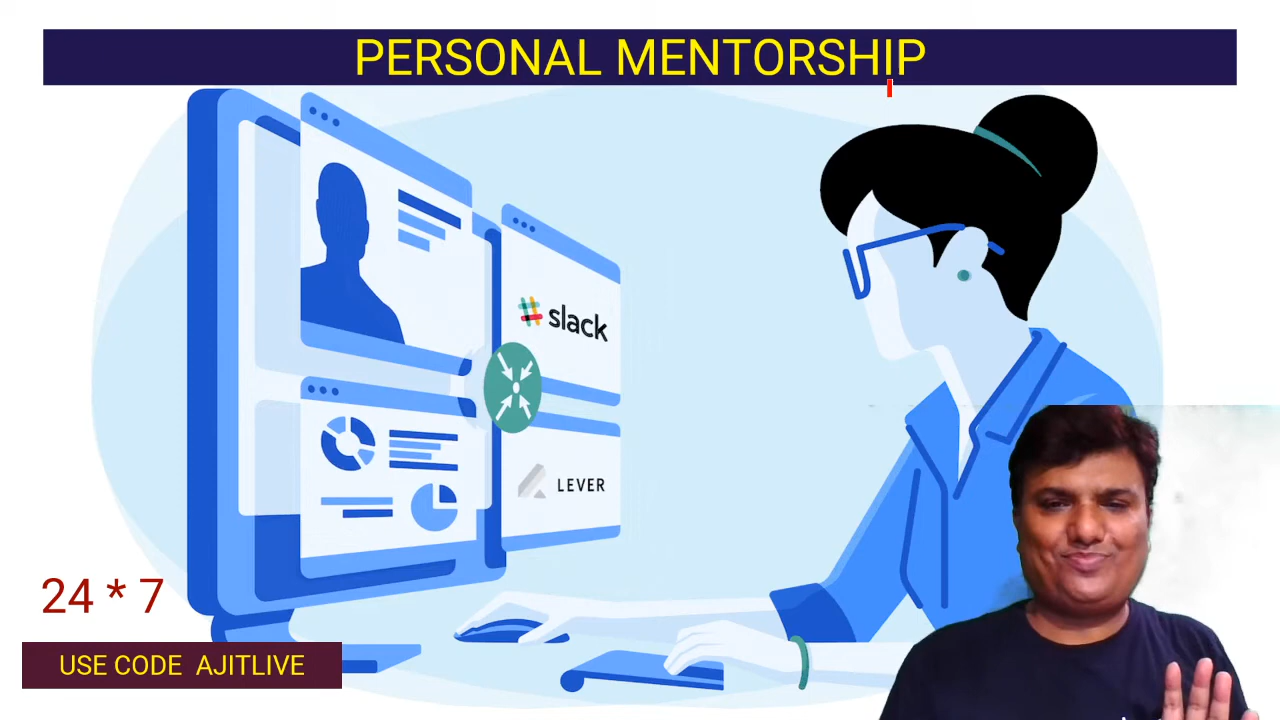 PERSONAL MENTORSHIP
slack
LEVER
24 * 7
USE CODE AJITLIVE